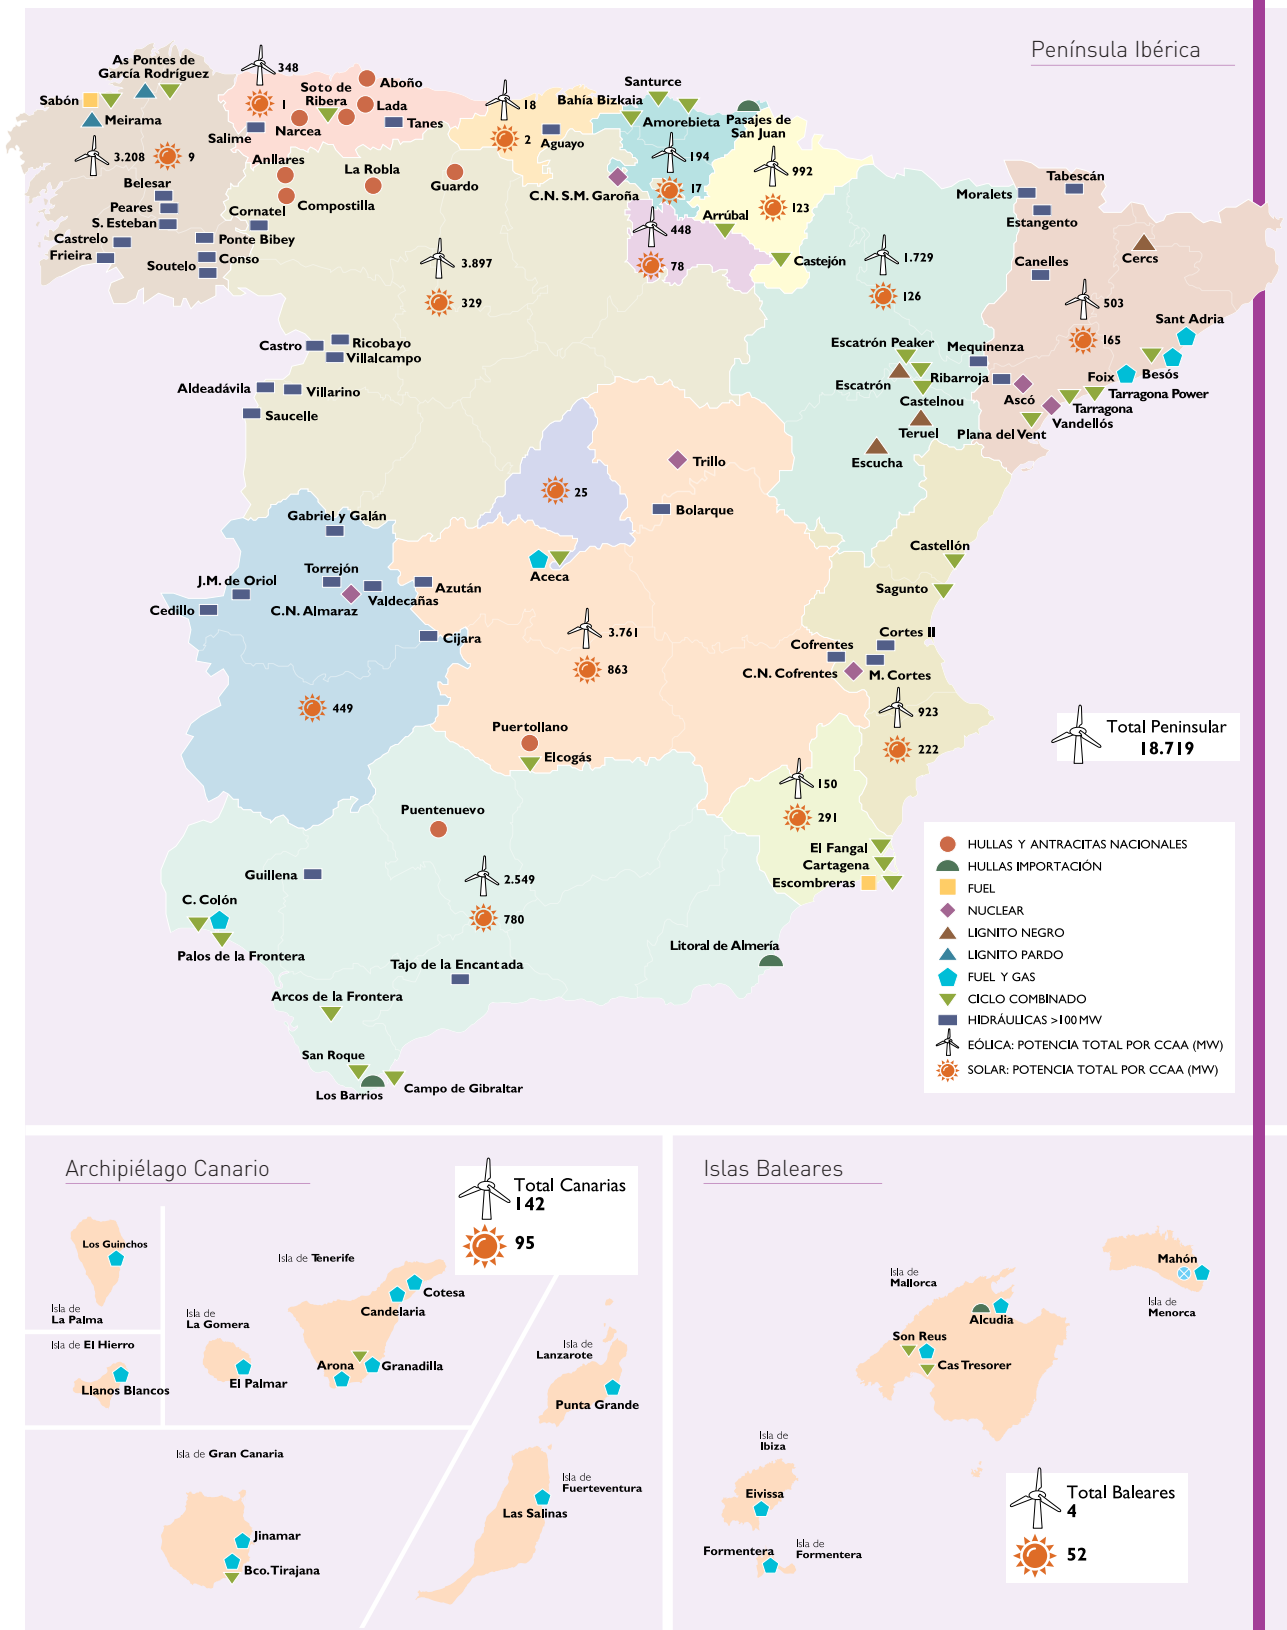 Península Ibérica
As Pontes de
García Rodríguez
348
Aboño
Soto de
Ribera
Santurce
Sabón
1
Lada
18
Bahía Bizkaia
Meirama
Narcea
Tanes
Amorebieta
Pasajes de
San Juan
Salime
2
Aguayo
3.208
9
Anllares
La Robla
Guardo
194
992
Belesar
Compostilla
C.N. S.M. Garoña
17
Tabescán
Moralets
Peares
Cornatel
123
Estangento
S. Esteban
Arrúbal
448
Castrelo
Ponte Bibey
Frieira
Conso
Soutelo
3.897
78
Castejón
1.729
Canelles
Cercs
329
126
503
Sant Adria
Castro
Ricobayo
Villalcampo
Escatrón Peaker
Mequinenza
165
Aldeadávila
Villarino
Escatrón
Ribarroja
Foix
Besós
Castelnou
Ascó
Tarragona Power
Saucelle
Tarragona
Vandellós
Teruel
Plana del Vent
Trillo
Escucha
25
Gabriel y Galán
Bolarque
Castellón
Torrejón
Aceca
J.M. de Oriol
Azután
Sagunto
Cedillo
C.N. Almaraz
Valdecañas
Cijara
3.761
Cortes II
Cofrentes
863
C.N. Cofrentes
M. Cortes
449
923
Puertollano
222
Total Peninsular
18.719
Elcogás
150
Puentenuevo
291
El Fangal
Cartagena
Escombreras
Guillena
2.549
C. Colón
780
Palos de la Frontera
Litoral de Almería
Tajo de la Encantada
Arcos de la Frontera
San Roque
Los Barrios
Campo de Gibraltar
HULLAS Y ANTRACITAS NACIONALES
HULLAS IMPORTACIÓN
FUEL
NUCLEAR
LIGNITO NEGRO
LIGNITO PARDO
FUEL Y GAS
CICLO COMBINADO
HIDRÁULICAS >100 MW
EÓLICA: POTENCIA TOTAL POR CCAA (MW)
SOLAR: POTENCIA TOTAL POR CCAA (MW)
Archipiélago Canario
Total Canarias
142
95
Los Guinchos
Isla de
La Palma
Isla de Tenerife
Cotesa
Candelaria
Isla de
La Gomera
Isla de El Hierro
Llanos Blancos
El Palmar
Arona
Granadilla
Isla de
Lanzarote
Punta Grande
Isla de Gran Canaria
Isla de
Fuerteventura
Las Salinas
Jinamar
Bco. Tirajana
Islas Baleares
Mahón
Isla de
Menorca
Isla de
Mallorca
Alcudia
Son Reus
Cas Tresorer
Isla de
Ibiza
Eivissa
Formentera
Isla de
Formentera
Total Baleares
4
52